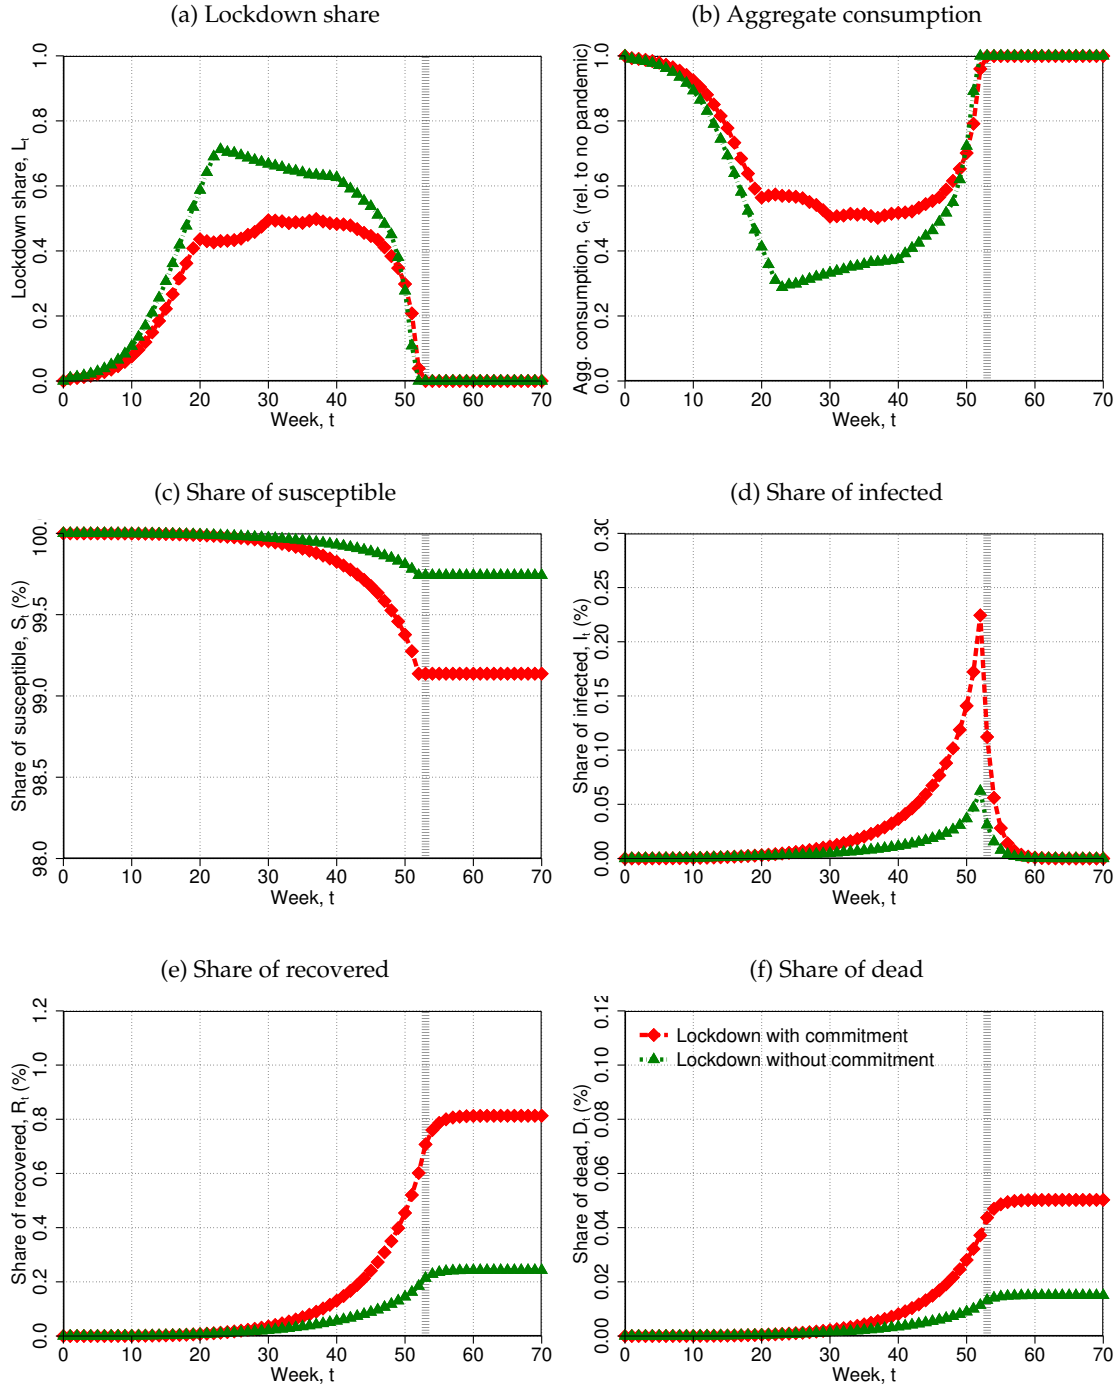 (a) Lockdown share
Lockdown share, Lt
0.0 0.2 0.4 0.6 0.8 1.0
0 10 20 30 40 50 60 70
Week, t
(b) Aggregate consumption
Agg. consumption, ct (rel. to no pandemic)
0.0 0.2 0.4 0.6 0.8 1.0
0 10 20 30 40 50 60 70
Week, t
(c) Share of susceptible
Share of susceptible, St (%)
98.0 98.5 99.0 99.5 100.
0 10 20 30 40 50 60 70
Week, t
(d) Share of infected
Share of infected, It (%)
0.00 0.05 0.10 0.15 0.20 0.25 0.30
0 10 20 30 40 50 60 70
Week, t
(e) Share of recovered
Share of recovered, Rt (%)
0.0 0.2 0.4 0.6 0.8 1.0 1.2
0 10 20 30 40 50 60 70
Week, t
(f) Share of dead
Share of dead, Dt (%)
0.00 0.02 0.04 0.06 0.08 0.10 0.12
Lockdown with commitment
Lockdown without commitment
0 10 20 30 40 50 60 70
Week, t